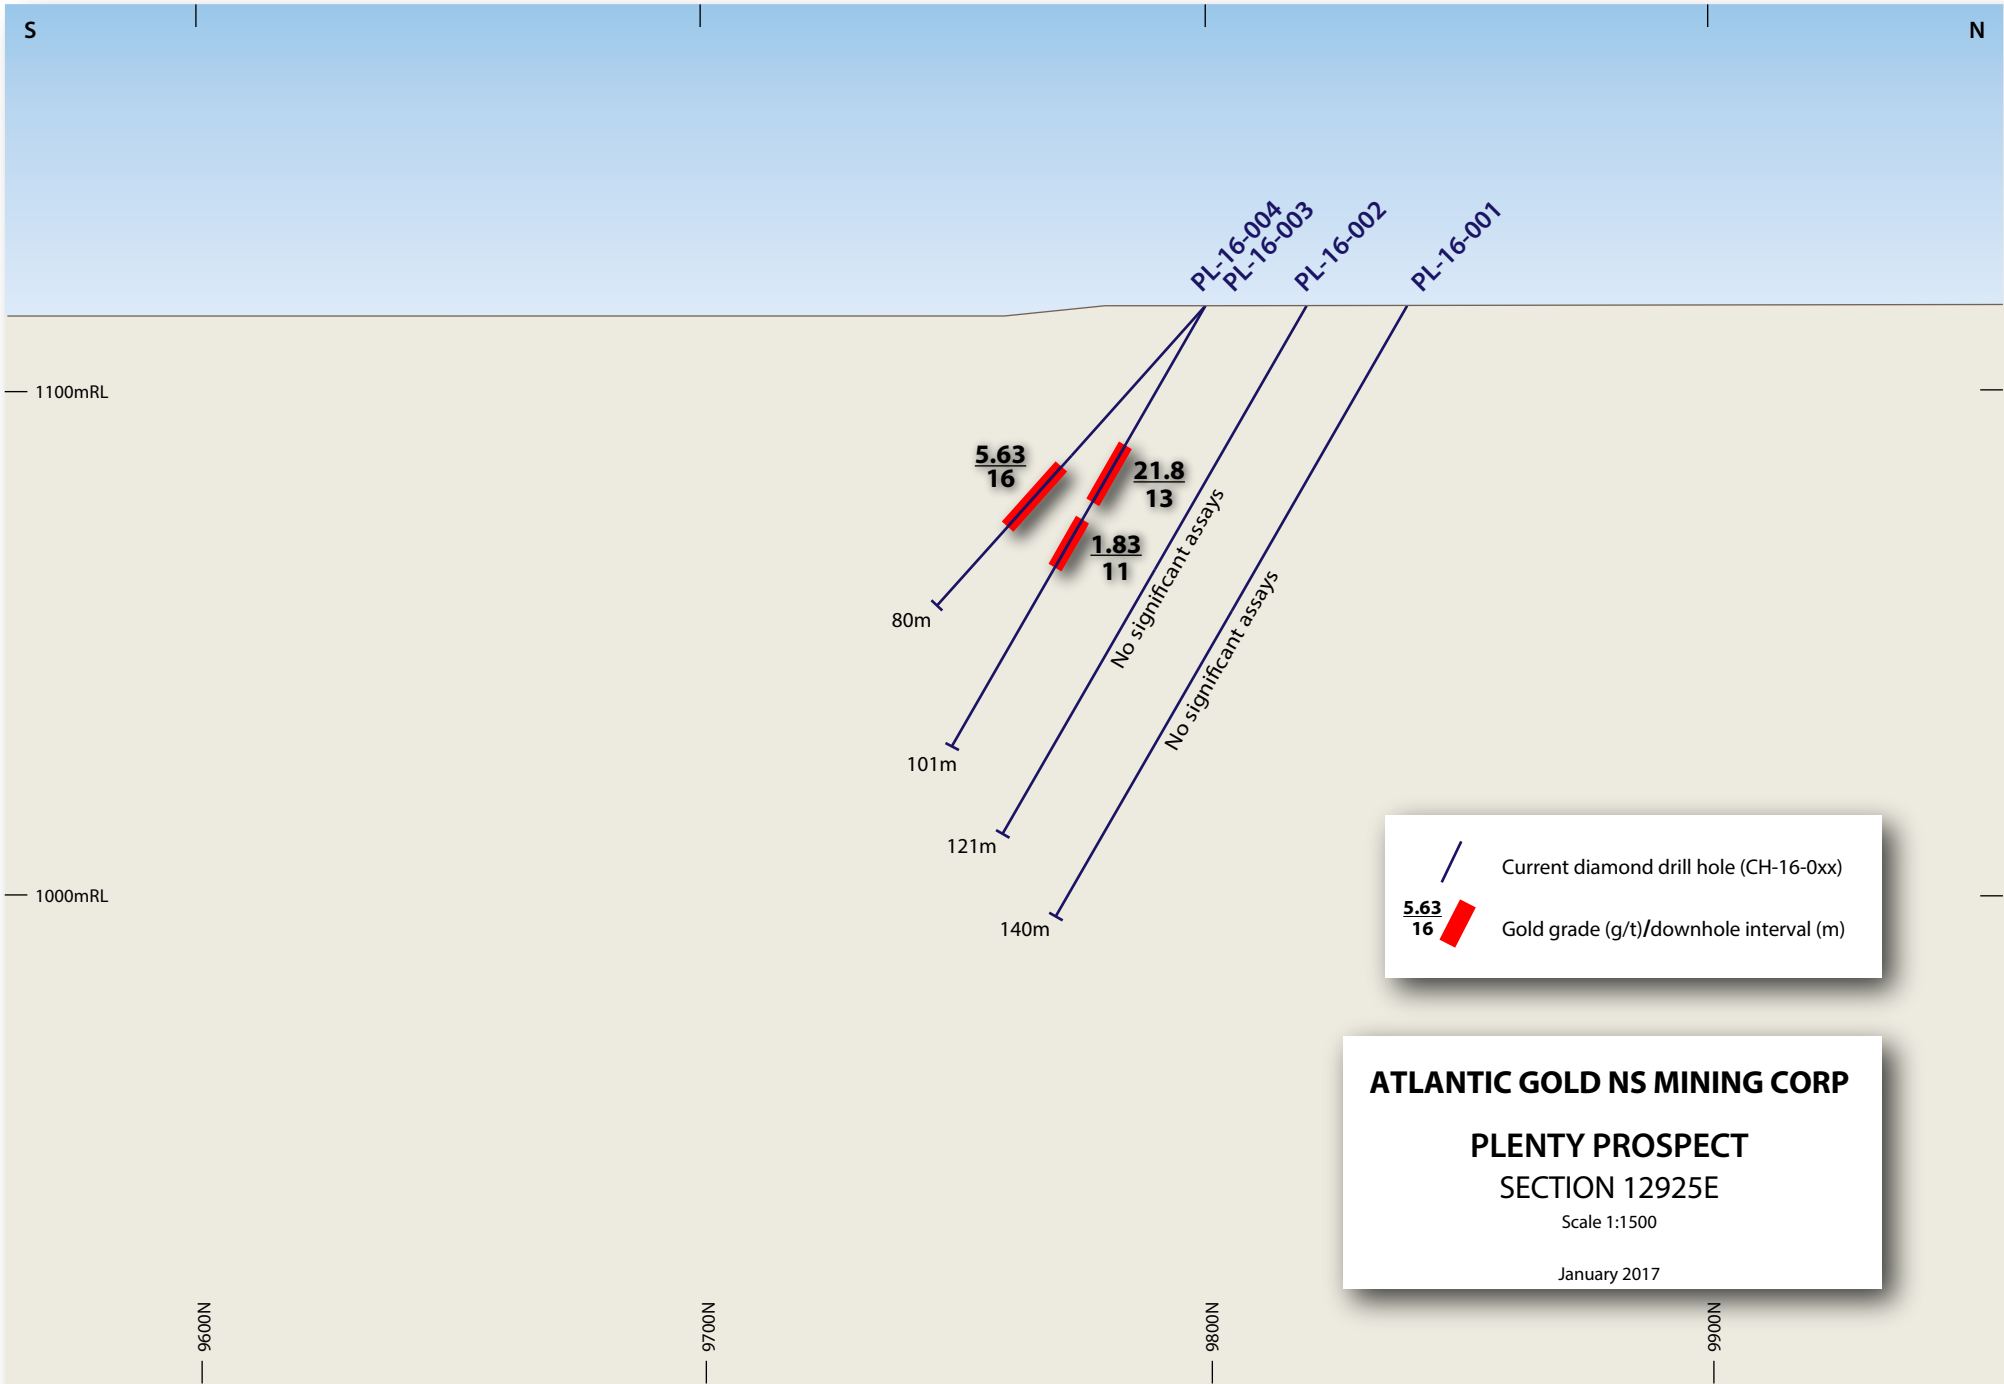 S
N
PL-16-004
PL-16-003
PL-16-002
PL-16-001
1100mRL
5.63
16
21.8
13
1.83
11
No significant assays
No significant assays
80m
101m
121m
140m
1000mRL
Current diamond drill hole (CH-16-0xx)
5.63
16
Gold grade (g/t)/downhole interval (m)
ATLANTIC GOLD NS MINING CORP
PLENTY PROSPECT
SECTION 12925E
Scale 1:1500
January 2017
9600N
9700N
9800N
9900N